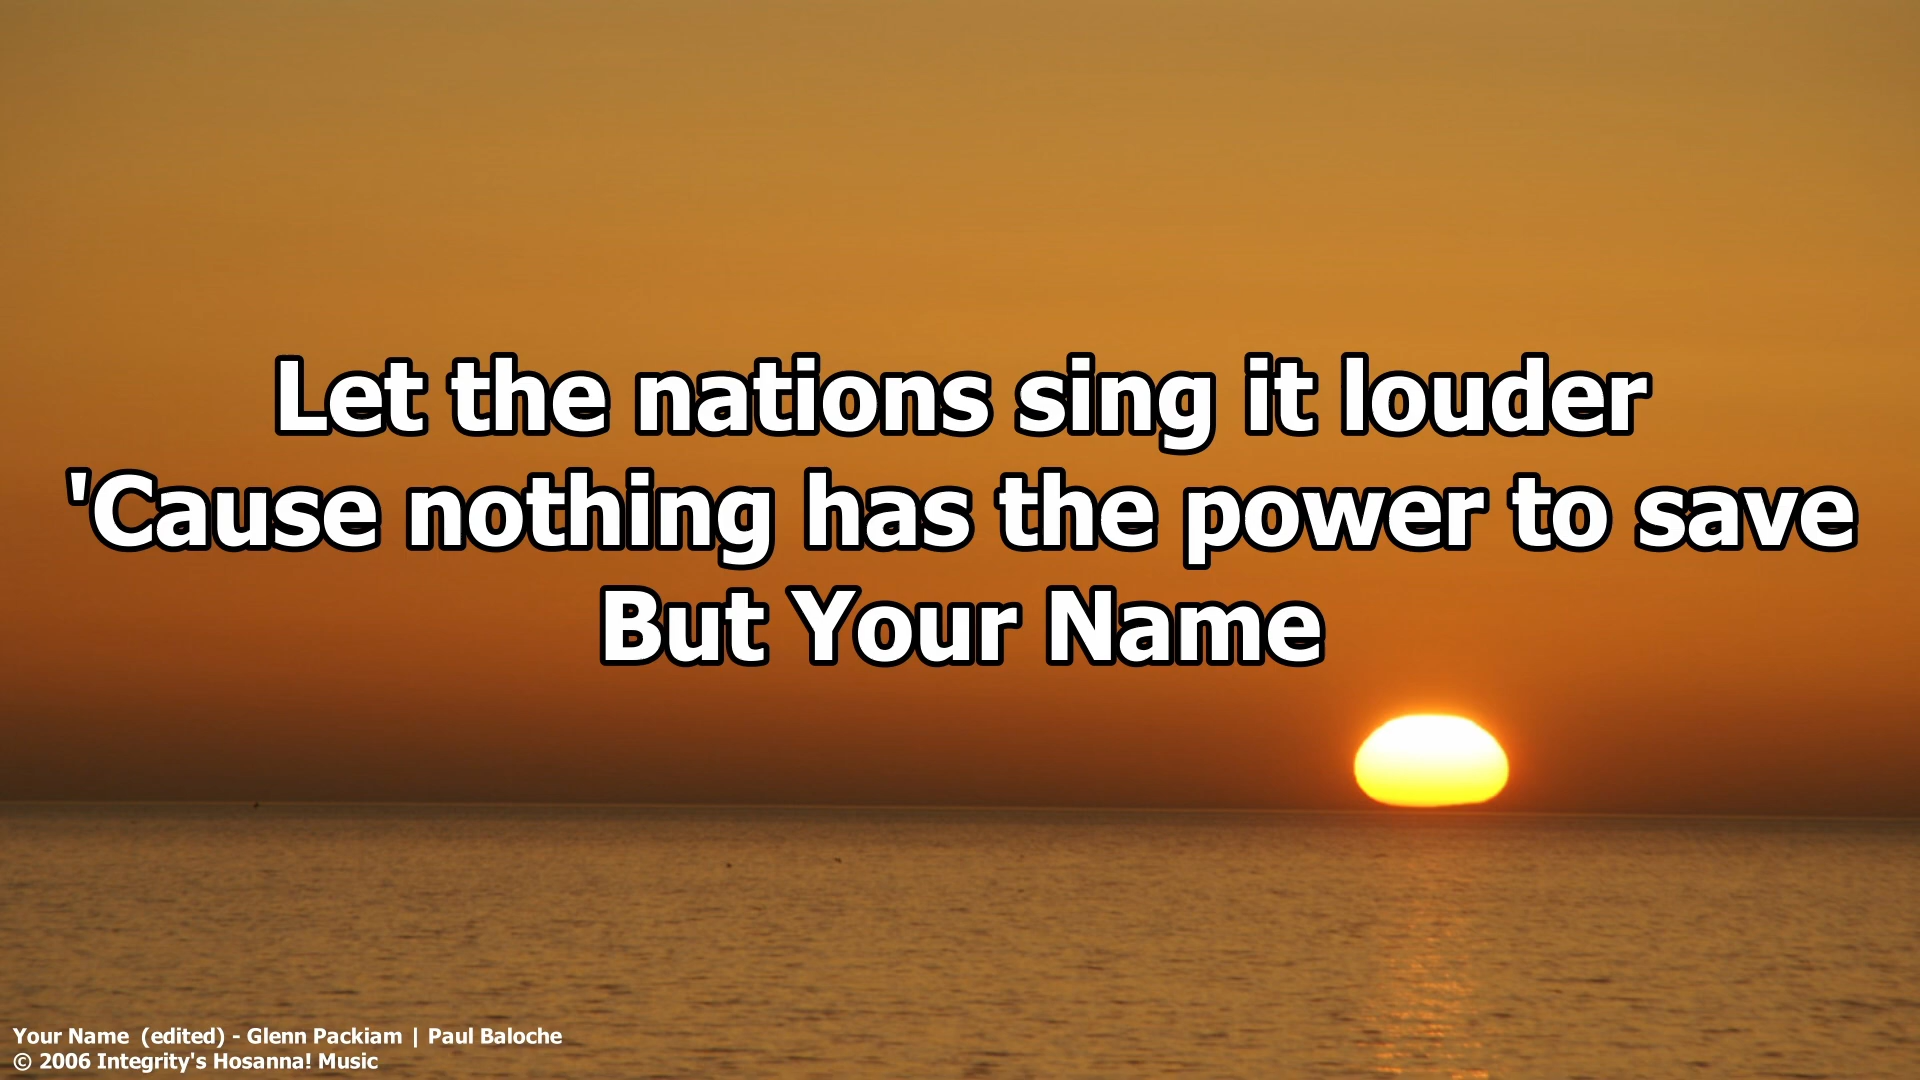 Let the nations sing it louder
'Cause nothing has the power to save
But Your Name
Your Name  (edited) - Glenn Packiam | Paul Baloche
© 2006 Integrity's Hosanna! Music